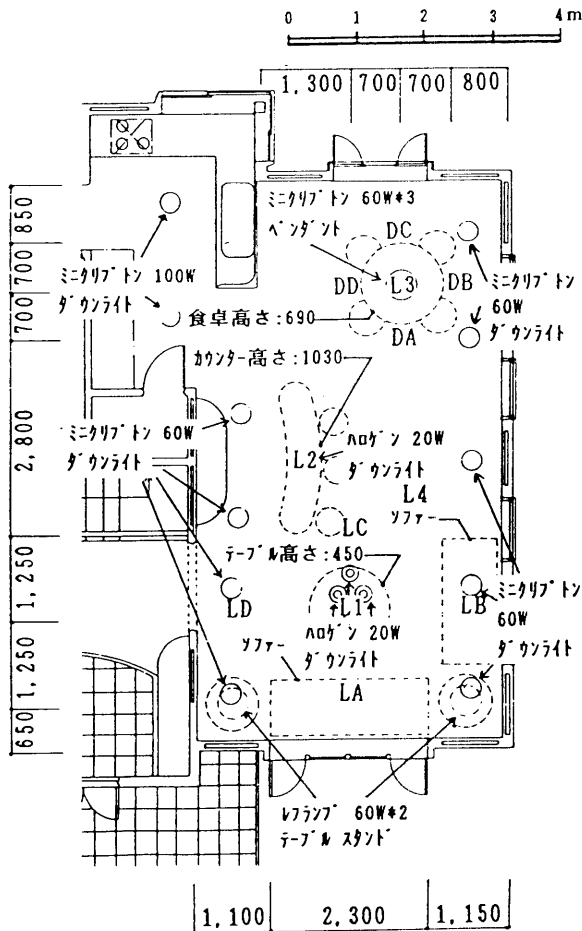 0 1 2 3 4m
1,300 700 700 800
850
700
700
2,800
1,250
1,250
650
ミニクリプトン 60W*3
ペンダント
DC
DD
L3
DB
DA
ミニクリプトン 100W
ダウンライト
ミニクリプトン
60W
ダウンライト
食卓高さ:690
カウンター高さ:1030
ミニクリプトン 60W
ダウンライト
L2
ハロゲン 20W
ダウンライト
L4
ソファー
LC
テーブル高さ:450
LD
L1
LB
ミニクリプトン
60W
ダウンライト
ハロゲン 20W
ダウンライト
ソファー
LA
レフランプ 60W*2
テーブル スタンド
1,100 2,300 1,150